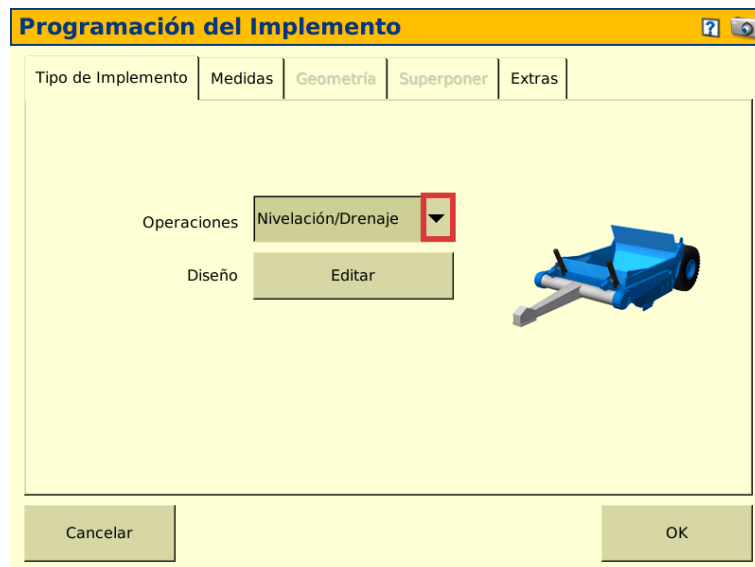 Programación del Implemento
Tipo de Implemento Medidas Geometría Superponer Extras
Operaciones Nivelación/Drenaje
Diseño Editar
Cancelar OK